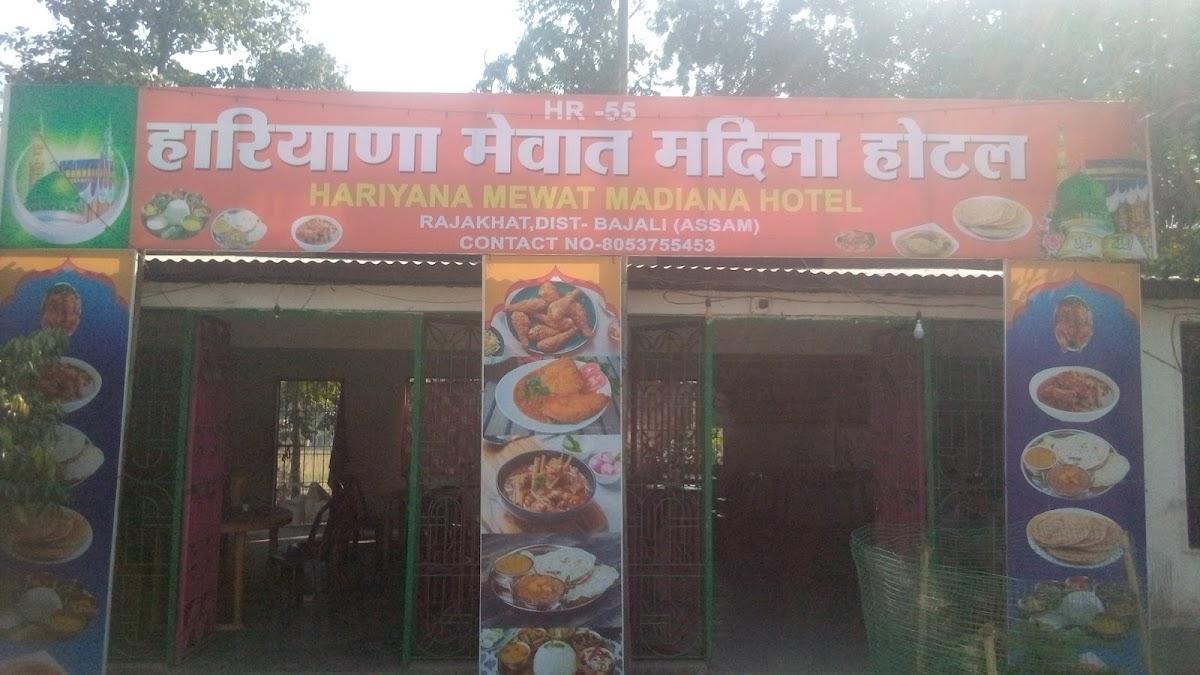 HR -55
हारियाणा मेवात मदिना होटल
HARIYANA MEWAT MADIANA HOTEL
RAJAKHAT,DIST- BAJALI (ASSAM)
CONTACT NO-8053755453